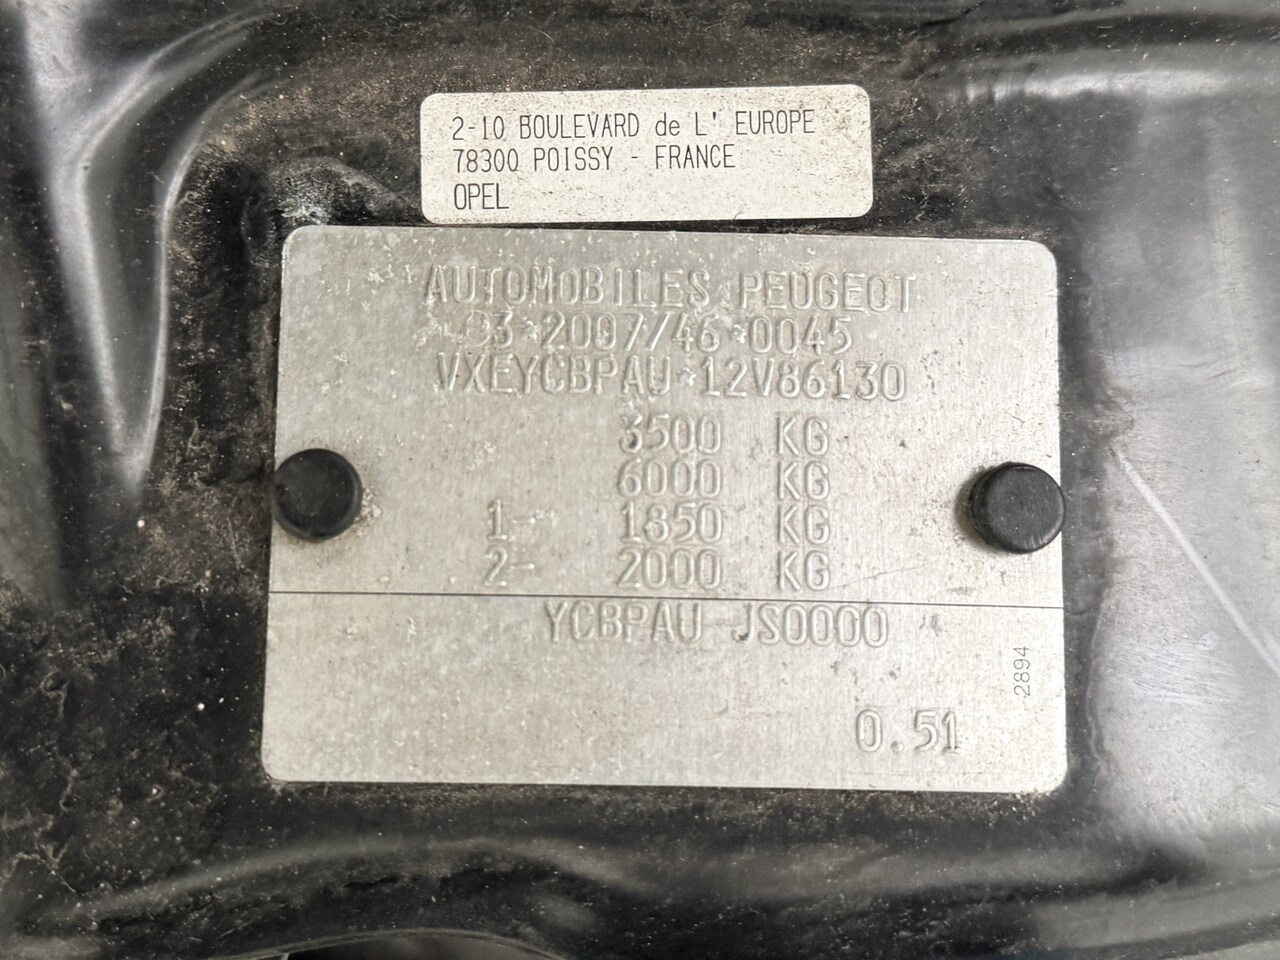 2-10 BOULEVARD de L' EUROPE
78300 POISSY - FRANCE
OPEL
AUTOMOBILES PEUGEOT
e3*2007/46*0045
VXEYCBPAU 12V86130
3500 KG
6000 KG
1- 1850 KG
2- 2000 KG
YCBPAU JS0000
2894
0.51